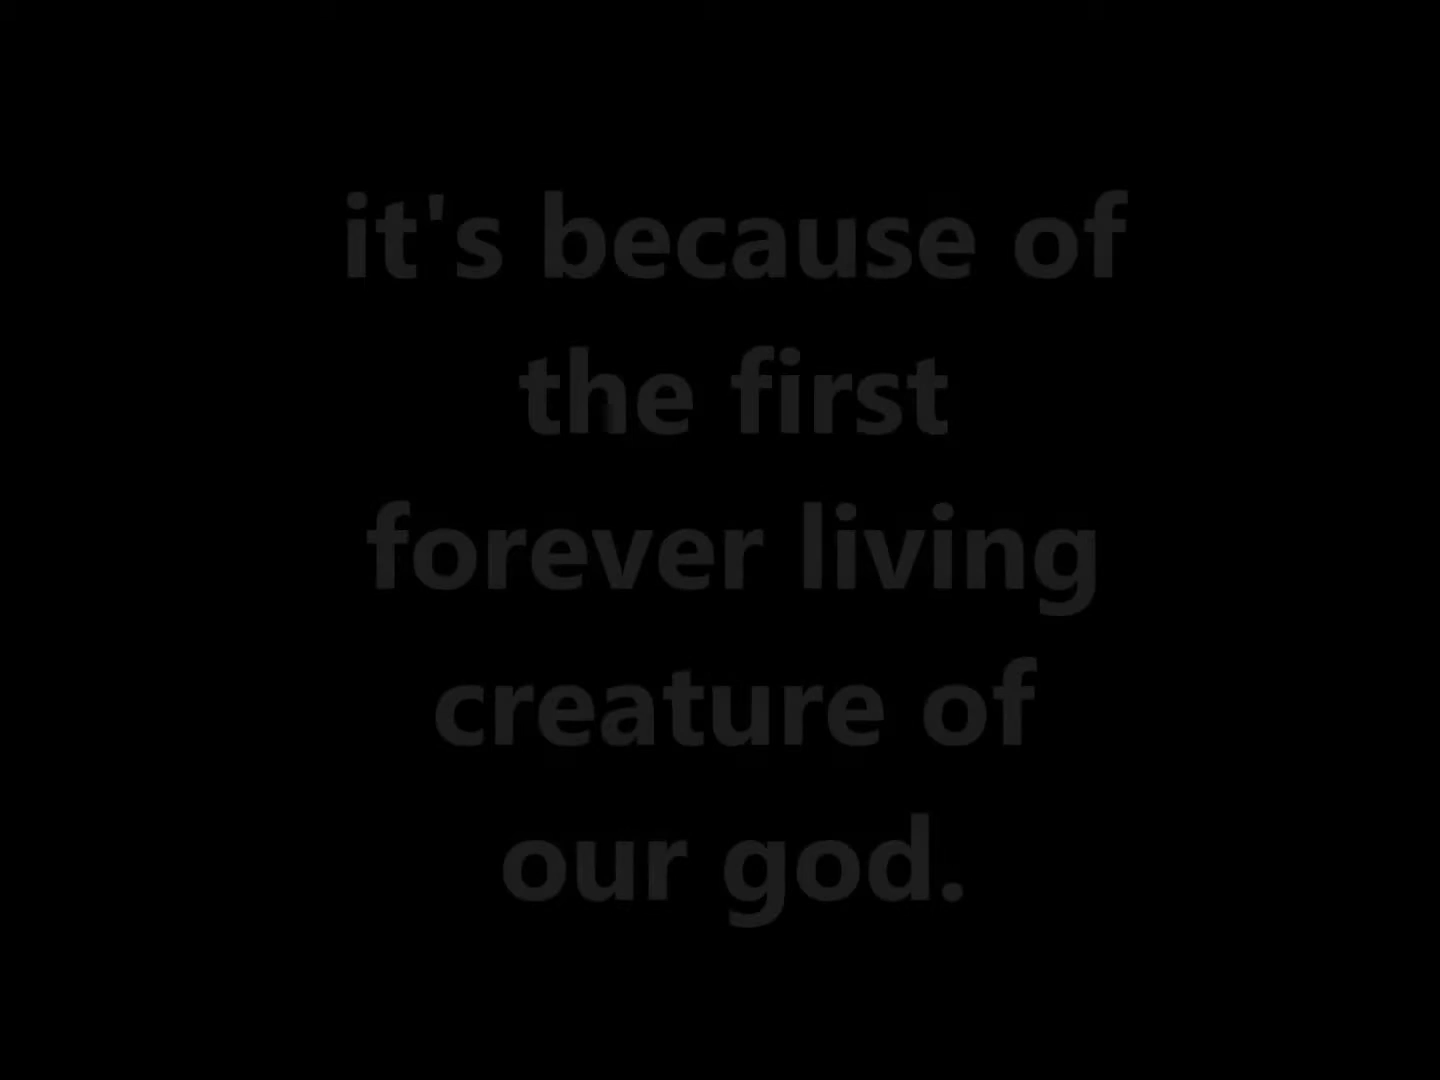 it's because of
the first
forever living
creature of
our god.